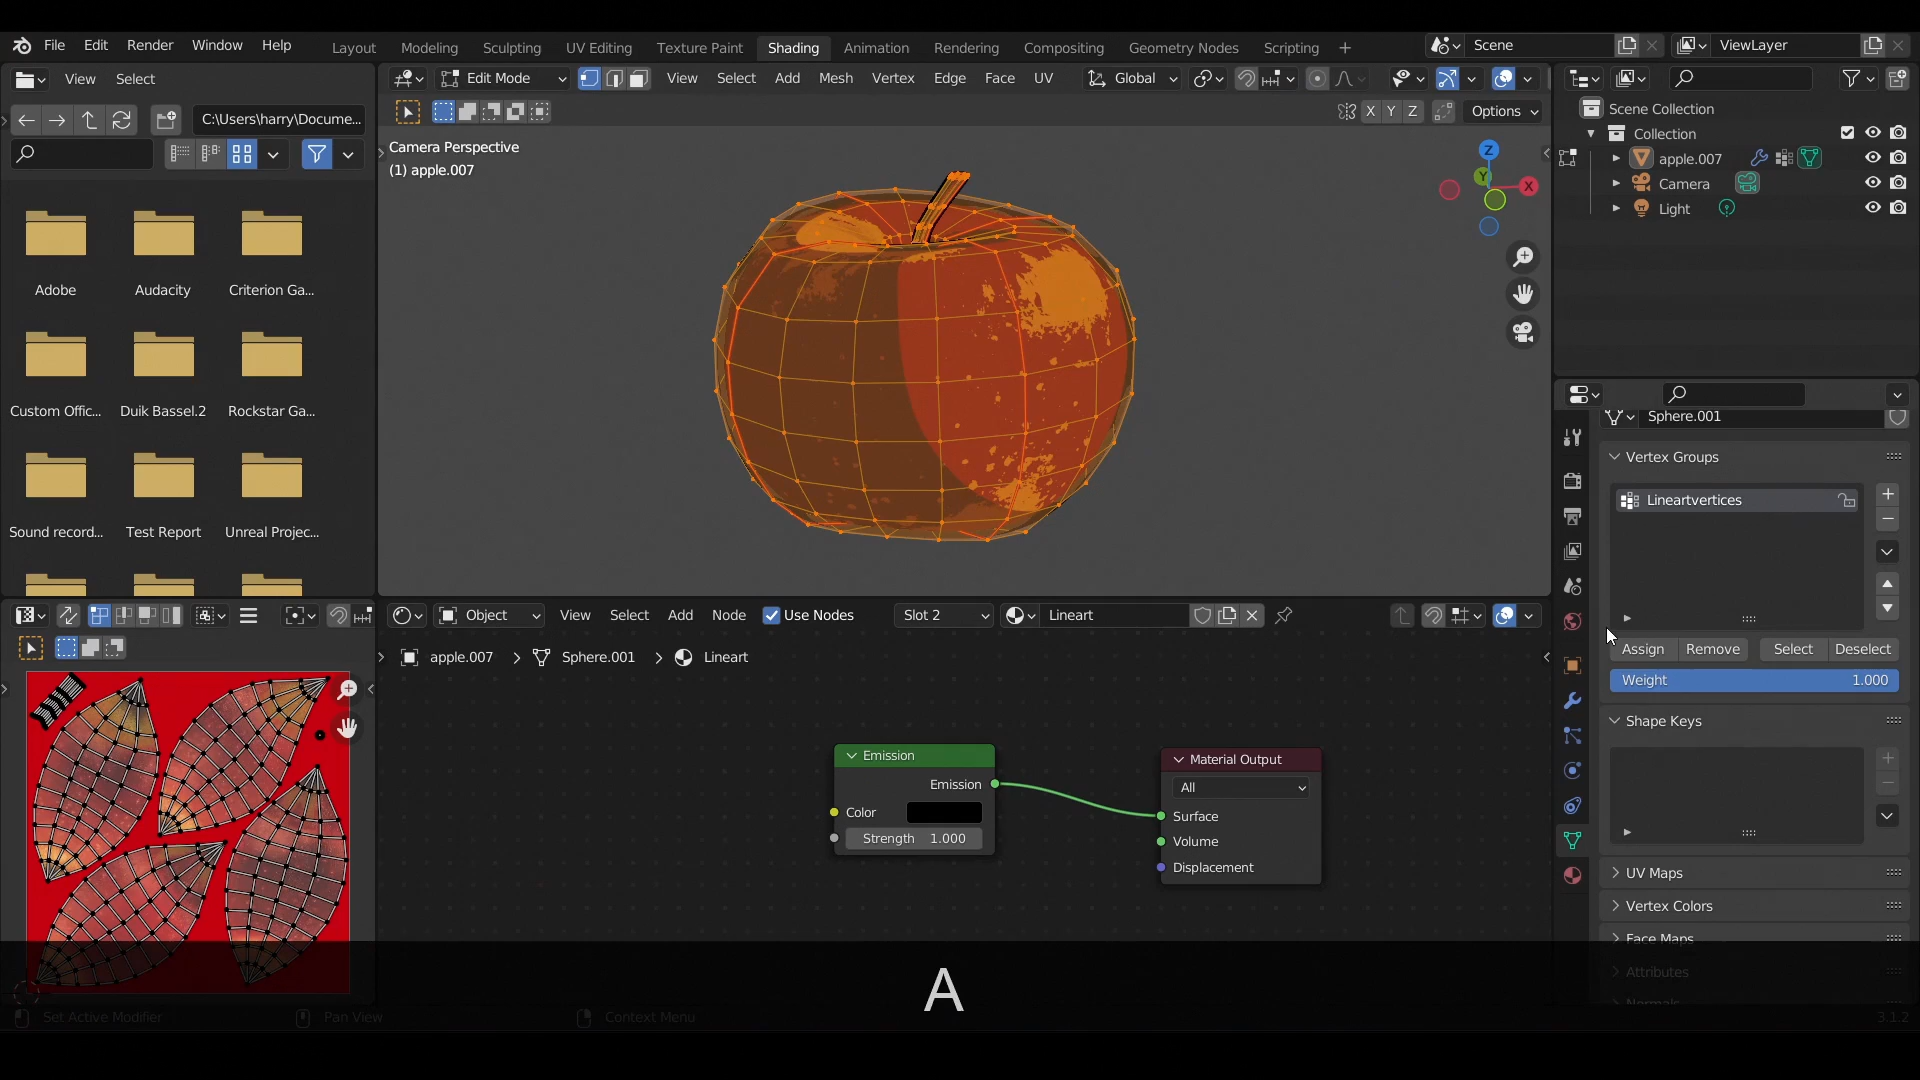 File Edit Render Window Help Layout Modeling Sculpting UV Editing Texture Paint Shading Animation Rendering Compositing Geometry Nodes Scripting + Scene ViewLayer
View Select Edit Mode View Select Add Mesh Vertex Edge Face UV Global
C:\Users\harry\Docume... X Y Z Options
Scene Collection
Collection
apple.007
Camera
Light
Camera Perspective
(1) apple.007
Z
Y
X
Adobe Audacity Criterion Ga...
Custom Offic... Duik Bassel.2 Rockstar Ga...
Sound record... Test Report Unreal Projec...
Sphere.001
Vertex Groups
Lineartvertices
Assign Remove Select Deselect
Weight 1.000
Shape Keys
UV Maps
Vertex Colors
Face Maps
Attributes
Normals
Object View Select Add Node Use Nodes Slot 2 Lineart
apple.007 > Sphere.001 > Lineart
Emission
Emission
Color
Strength 1.000
Material Output
All
Surface
Volume
Displacement
A
Set Active Modifier Pan View Context Menu 3.1.2